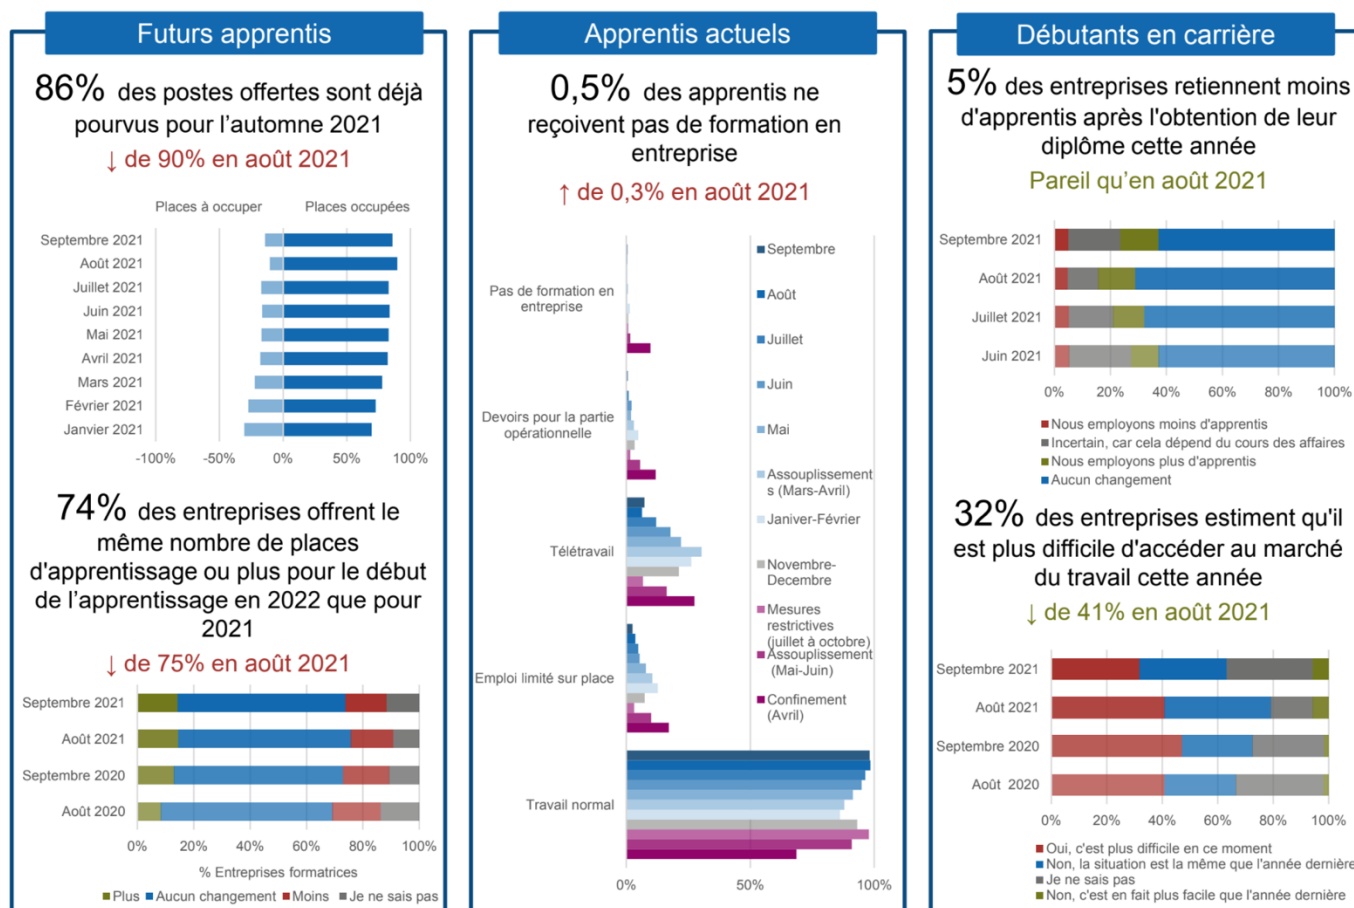 Futurs apprentis
86% des postes offertes sont déjà
pourvus pour l'automne 2021
↓ de 90% en août 2021
Places à occuper
Places occupées
Septembre 2021
Août 2021
Juillet 2021
Juin 2021
Mai 2021
Avril 2021
Mars 2021
Février 2021
Janvier 2021
-100%
-50%
0%
50%
100%
74% des entreprises offrent le
même nombre de places
d'apprentissage ou plus pour le début
de l'apprentissage en 2022 que pour
2021
↓ de 75% en août 2021
Septembre 2021
Août 2021
Septembre 2020
Août 2020
0%
20%
40%
60%
80%
100%
% Entreprises formatrices
Plus
Aucun changement
Moins
Je ne sais pas
Apprentis actuels
0,5% des apprentis ne
reçoivent pas de formation en
entreprise
↑ de 0,3% en août 2021
Pas de formation en
entreprise
Devoirs pour la partie
opérationnelle
Télétravail
Emploi limité sur place
Travail normal
0%
50%
100%
Septembre
Août
Juillet
Juin
Mai
Assouplissement
s (Mars-Avril)
Janiver-Février
Novembre-
Decembre
Mesures
restrictives
(juillet à octobre)
Assouplissement
(Mai-Juin)
Confinement
(Avril)
Débutants en carrière
5% des entreprises retiennent moins
d'apprentis après l'obtention de leur
diplôme cette année
Pareil qu'en août 2021
Septembre 2021
Août 2021
Juillet 2021
Juin 2021
0%
20%
40%
60%
80%
100%
Nous employons moins d'apprentis
Incertain, car cela dépend du cours des affaires
Nous employons plus d'apprentis
Aucun changement
32% des entreprises estiment qu'il
est plus difficile d'accéder au marché
du travail cette année
↓ de 41% en août 2021
Septembre 2021
Août 2021
Septembre 2020
Août 2020
0%
20%
40%
60%
80%
100%
Oui, c'est plus difficile en ce moment
Non, la situation est la même que l'année dernière
Je ne sais pas
Non, c'est en fait plus facile que l'année dernière